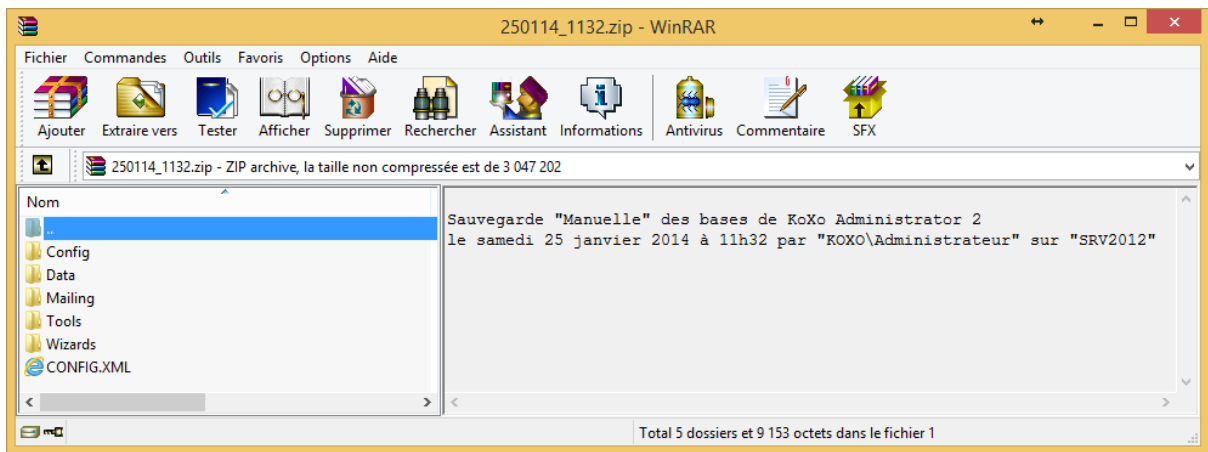 250114_1132.zip - WinRAR
Fichier Commandes Outils Favoris Options Aide
Ajouter Extraire vers Tester Afficher Supprimer Rechercher Assistant Informations Antivirus Commentaire SFX
250114_1132.zip - ZIP archive, la taille non compressée est de 3 047 202
Nom
..
Config
Data
Mailing
Tools
Wizards
CONFIG.XML
Sauvegarde "Manuelle" des bases de KoXo Administrator 2
le samedi 25 janvier 2014 à 11h32 par "KOXO\Administrateur" sur "SRV2012"
Total 5 dossiers et 9 153 octets dans le fichier 1